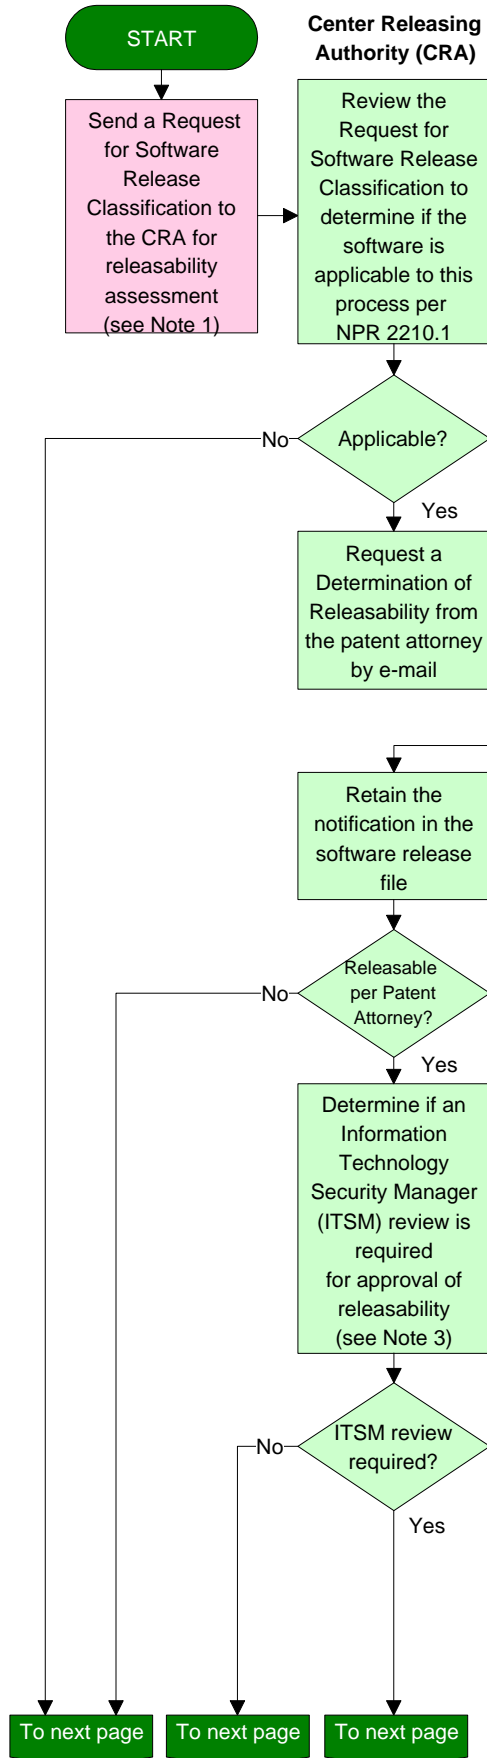 START
Center Releasing
Authority (CRA)
Send a Request
for Software
Release
Classification to
the CRA for
releasability
assessment
(see Note 1)
Review the
Request for
Software Release
Classification to
determine if the
software is
applicable to this
process per
NPR 2210.1
Applicable?
No
Yes
Request a
Determination of
Releasability from
the patent attorney
by e-mail
Retain the
notification in the
software release
file
Releasable
per Patent
Attorney?
No
Yes
Determine if an
Information
Technology
Security Manager
(ITSM) review is
required
for approval of
releasability
(see Note 3)
ITSM review
required?
No
Yes
To next page
To next page
To next page